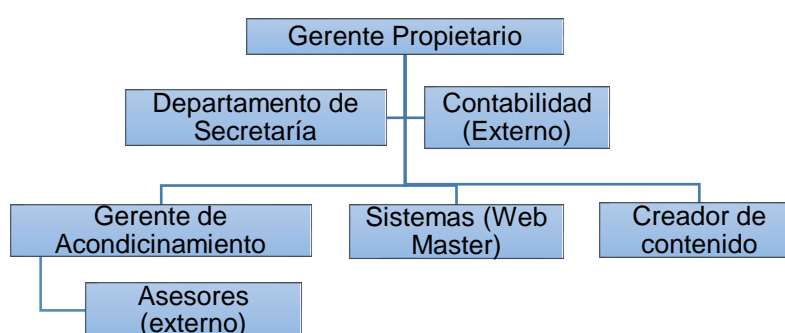 Gerente Propietario
Departamento de
Secretaría
Contabilidad
(Externo)
Gerente de
Acondicinamiento
Sistemas (Web
Master)
Creador de
contenido
Asesores
(externo)